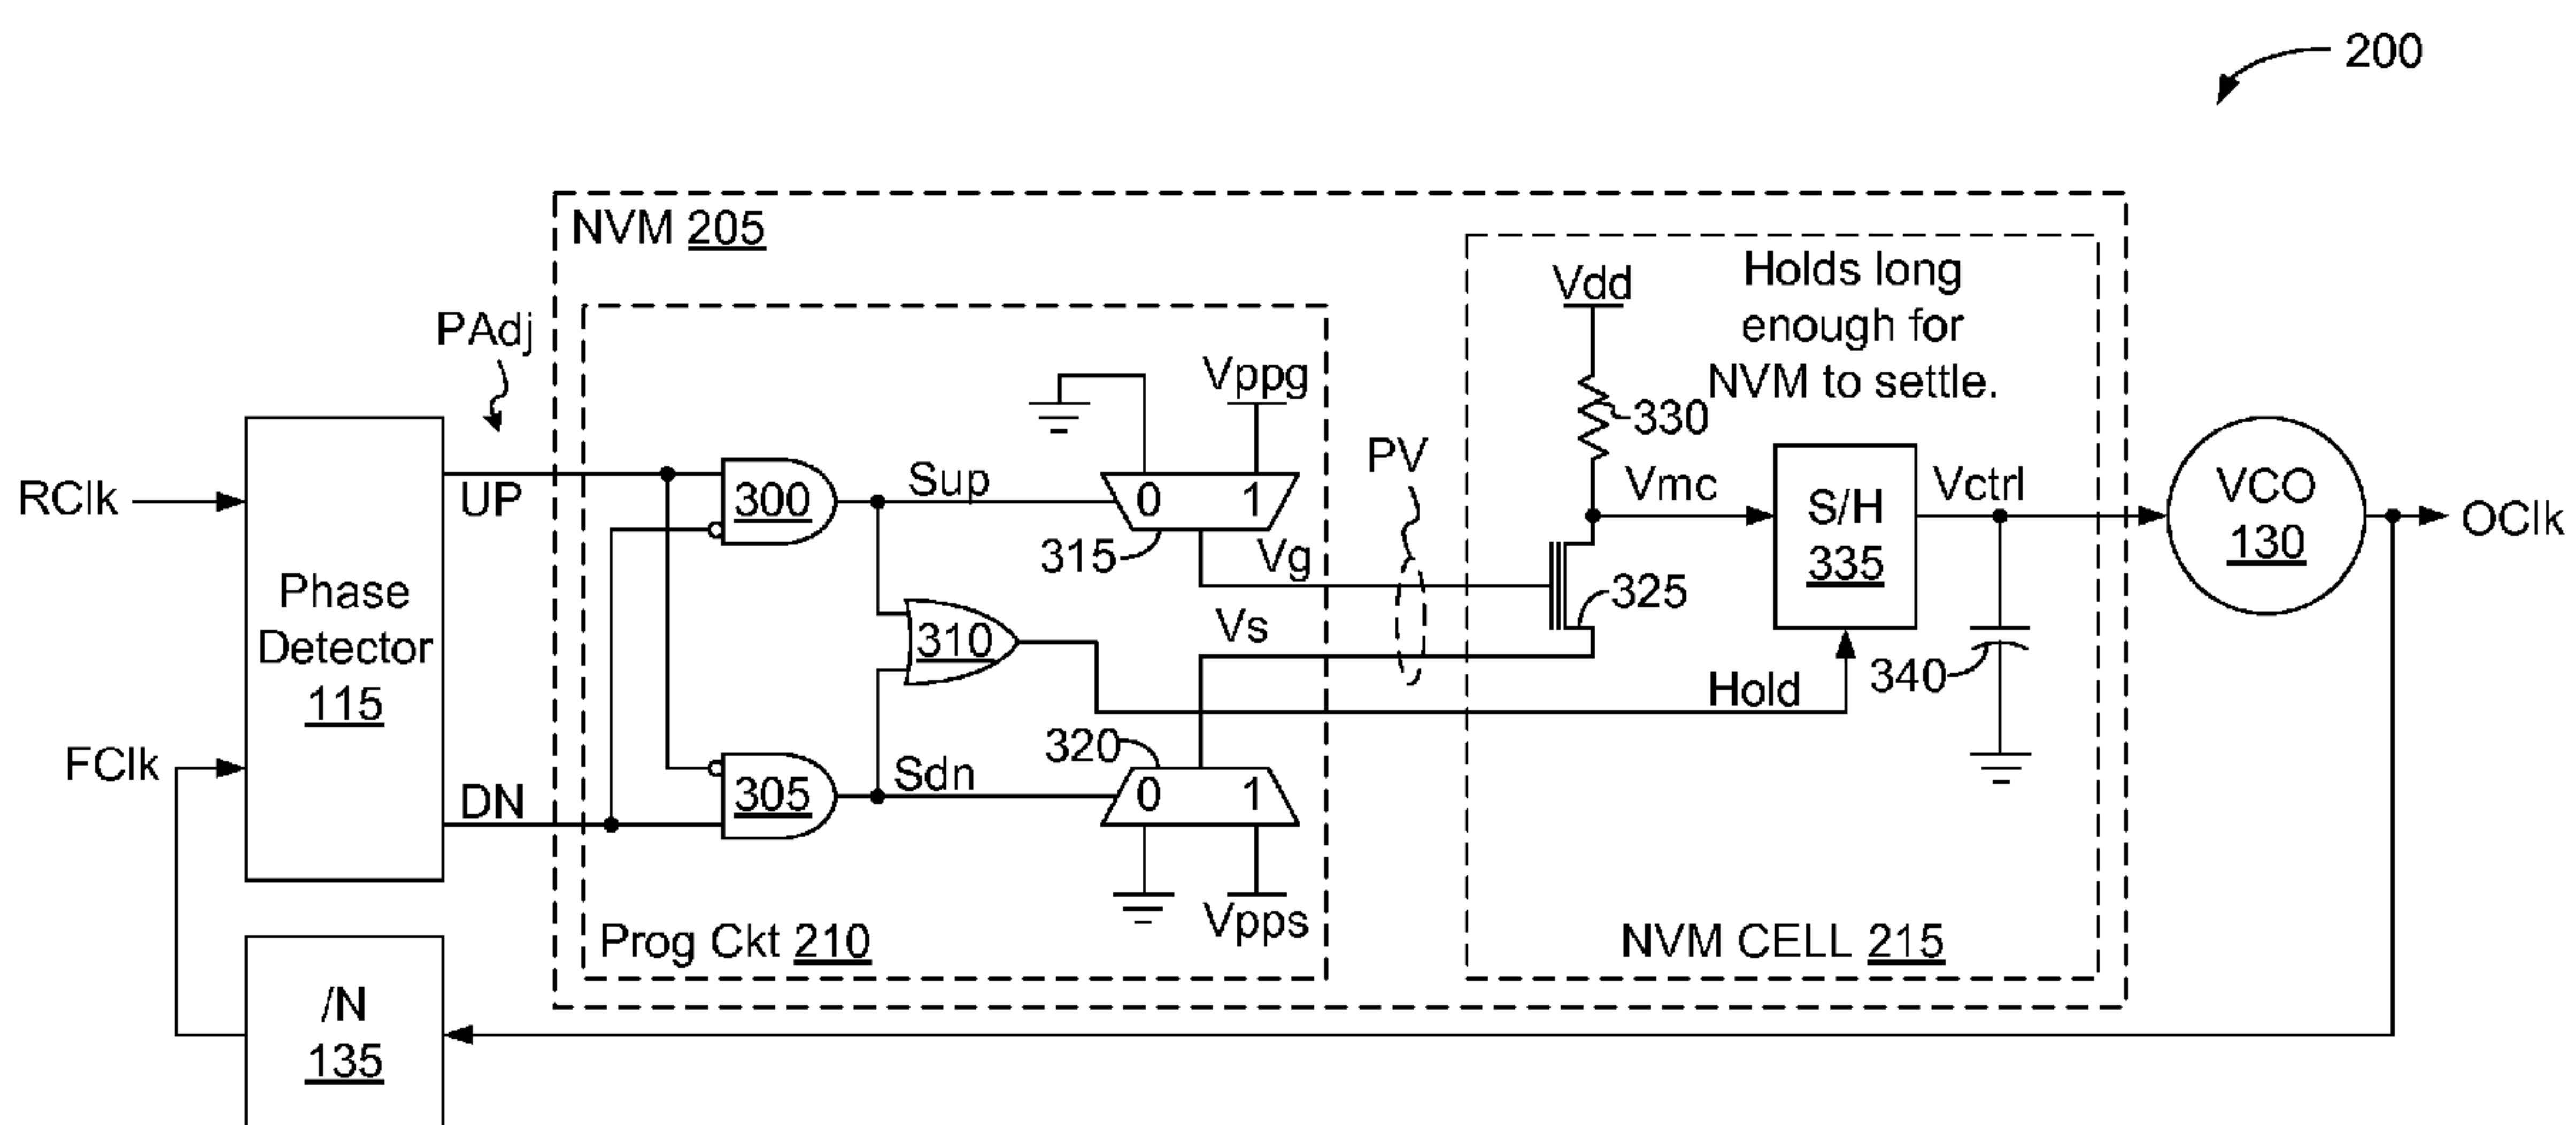 200
NVM 205
PAdj
RClk
FClk
Phase
Detector
115
UP
DN
/N
135
300
305
310
Sup
Sdn
Vppg
0 1
315
Vg
Vs
320
0 1
Vpps
Prog Ckt 210
PV
Vdd
Holds long
enough for
NVM to settle.
330
Vmc
325
S/H
335
Vctrl
Hold
340
NVM CELL 215
VCO
130
OClk